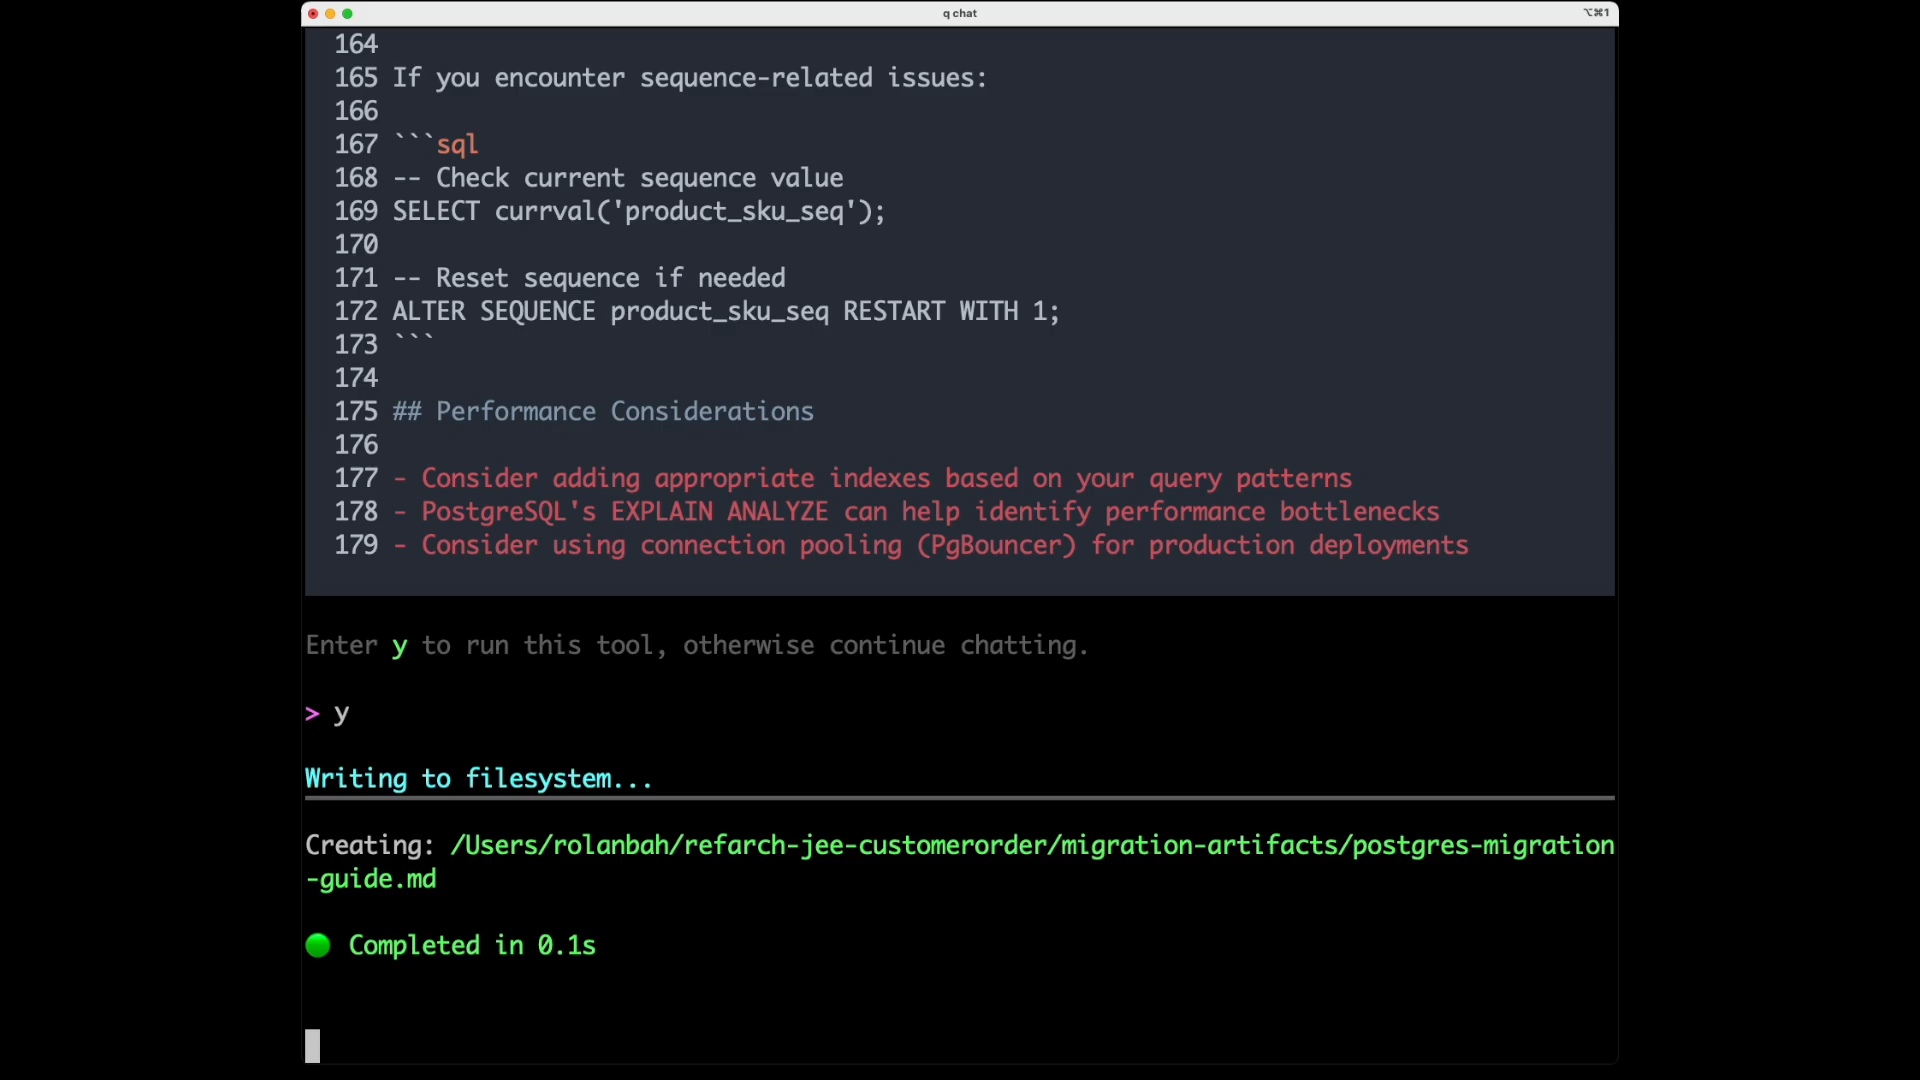 q chat
⌥⌘1
164
165 If you encounter sequence-related issues:
166
167 ```sql
168 -- Check current sequence value
169 SELECT currval('product_sku_seq');
170
171 -- Reset sequence if needed
172 ALTER SEQUENCE product_sku_seq RESTART WITH 1;
173 ```
174
175 ## Performance Considerations
176
177 - Consider adding appropriate indexes based on your query patterns
178 - PostgreSQL's EXPLAIN ANALYZE can help identify performance bottlenecks
179 - Consider using connection pooling (PgBouncer) for production deployments
Enter y to run this tool, otherwise continue chatting.
> y
Writing to filesystem...
Creating: /Users/rolanbah/refarch-jee-customerorder/migration-artifacts/postgres-migration
-guide.md
Completed in 0.1s